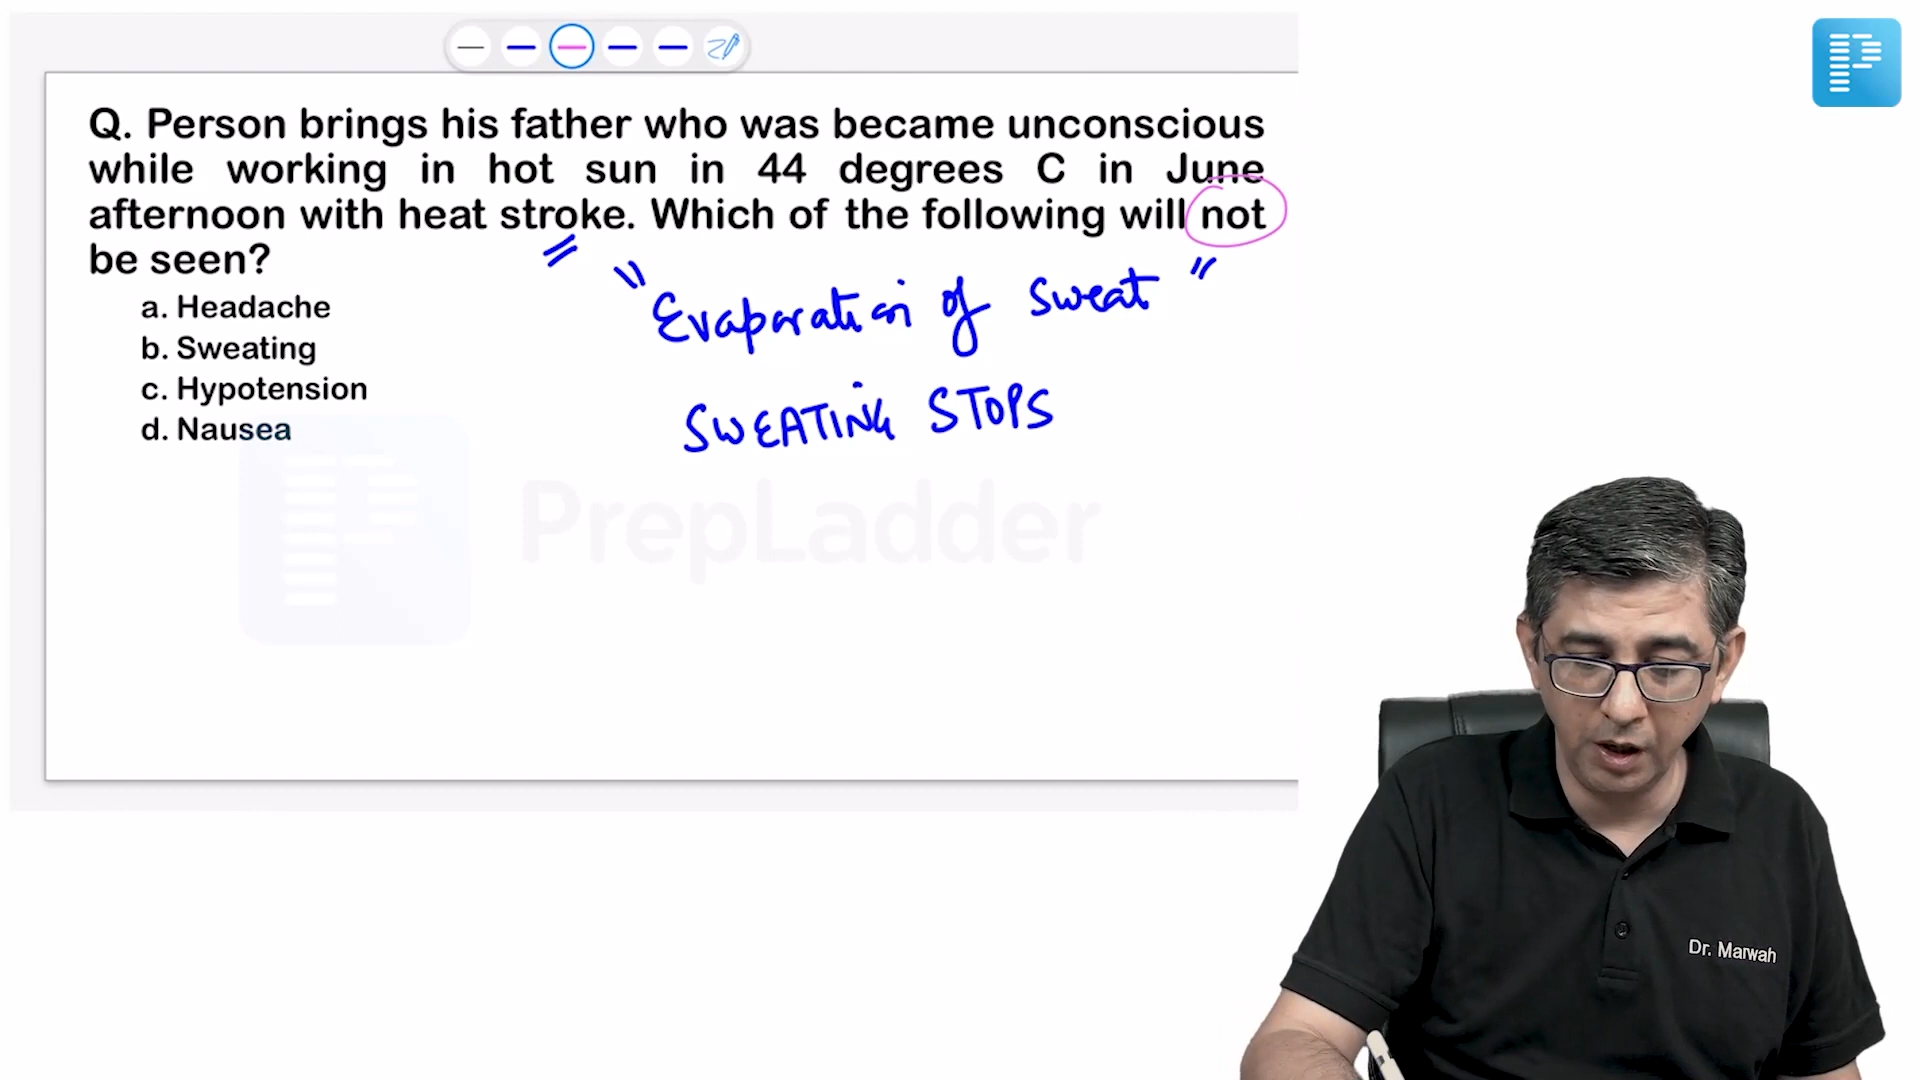 Q. Person brings his father who was became unconscious
while working in hot sun in 44 degrees C in June
afternoon with heat stroke. Which of the following will not
be seen?
"Evaporation of sweat"
a. Headache
b. Sweating
c. Hypotension
SWEATING STOPS
d. Nausea
PrepLadder
Dr. Marwah